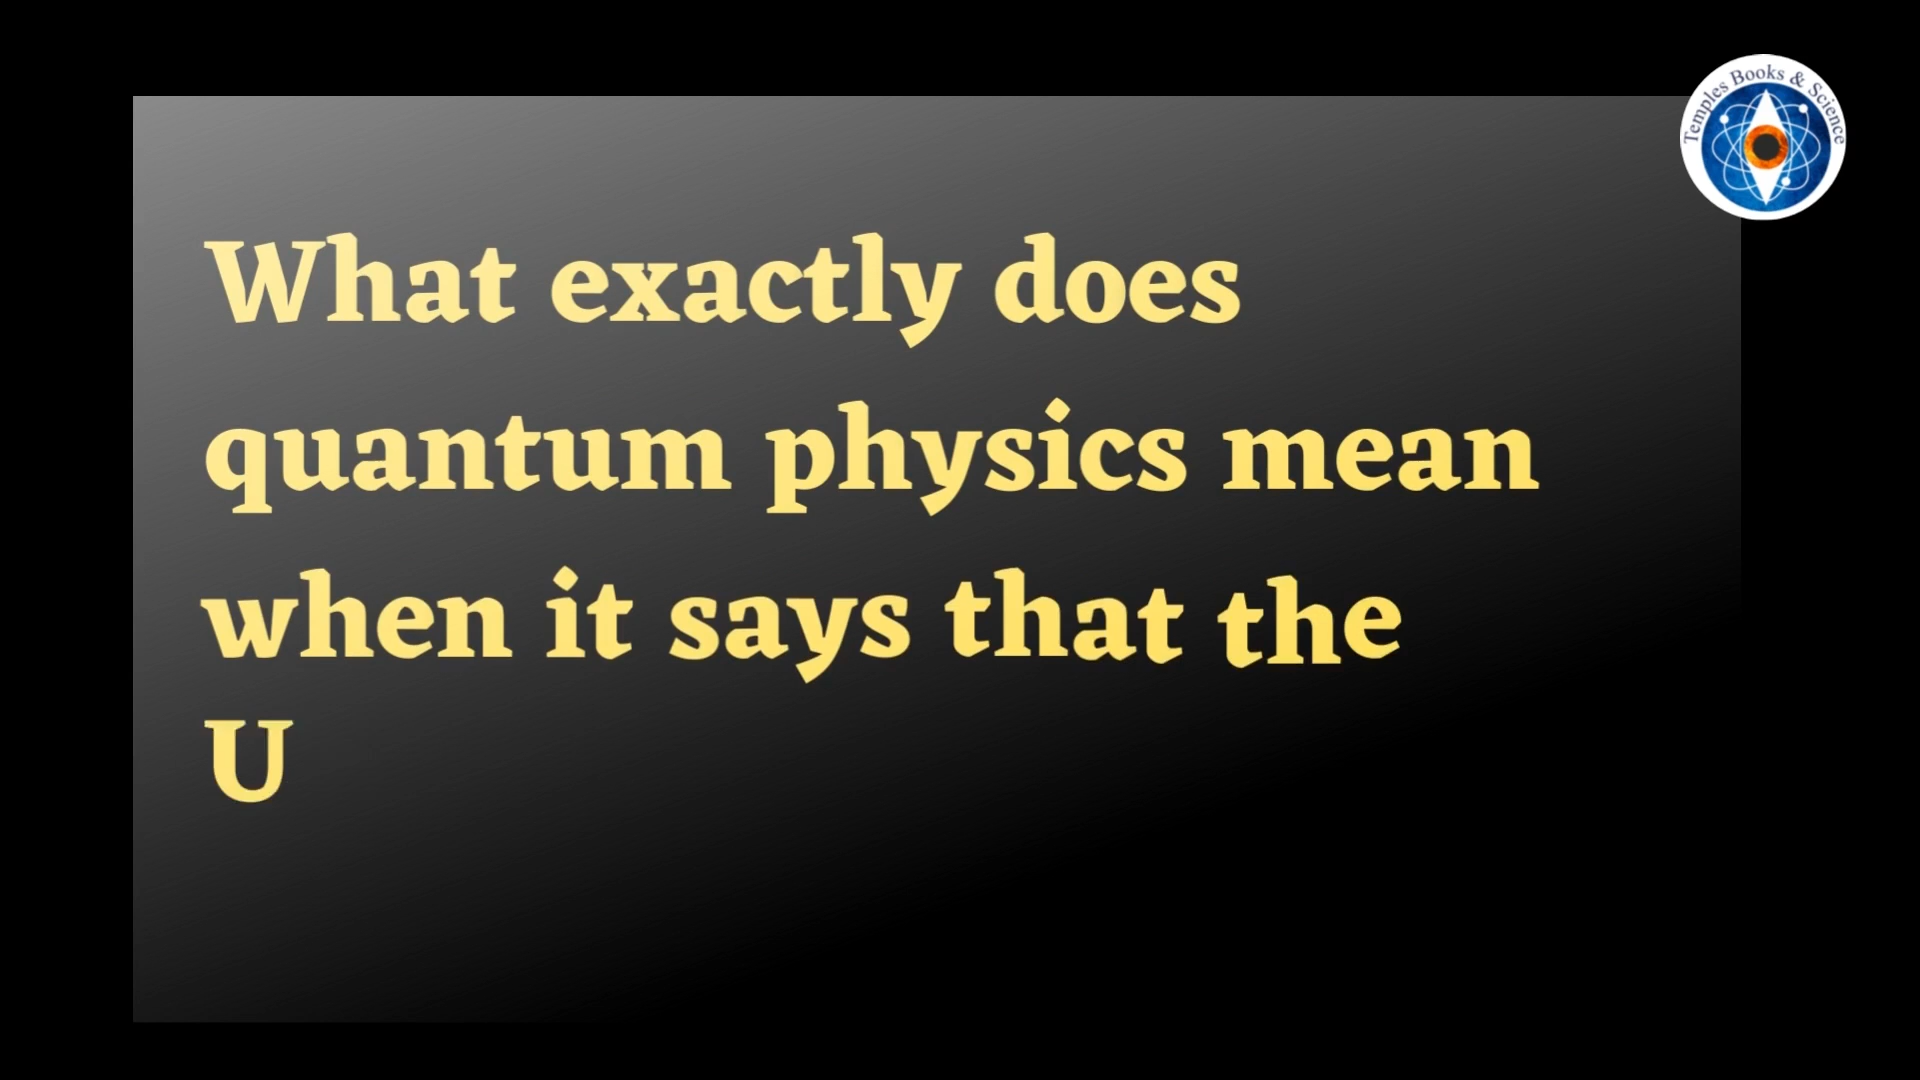 Temples Books & Science
What exactly does
quantum physics mean
when it says that the
U